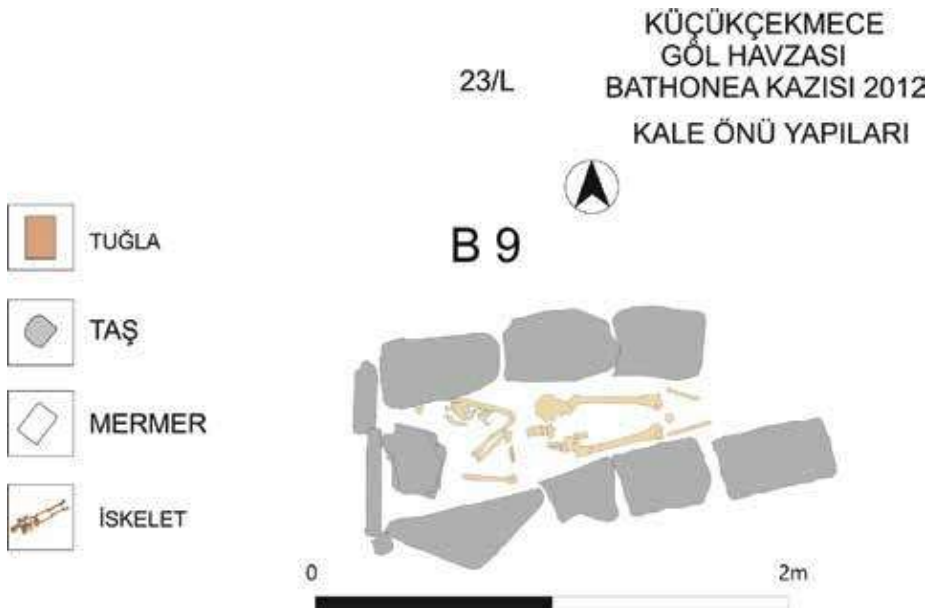 KÜÇÜKÇEKMECE
GÖL HAVZASI
BATHONEA KAZISI 2012
KALE ÖNÜ YAPILARI
23/L
B 9
TUĞLA
TAŞ
MERMER
İSKELET
0
2m